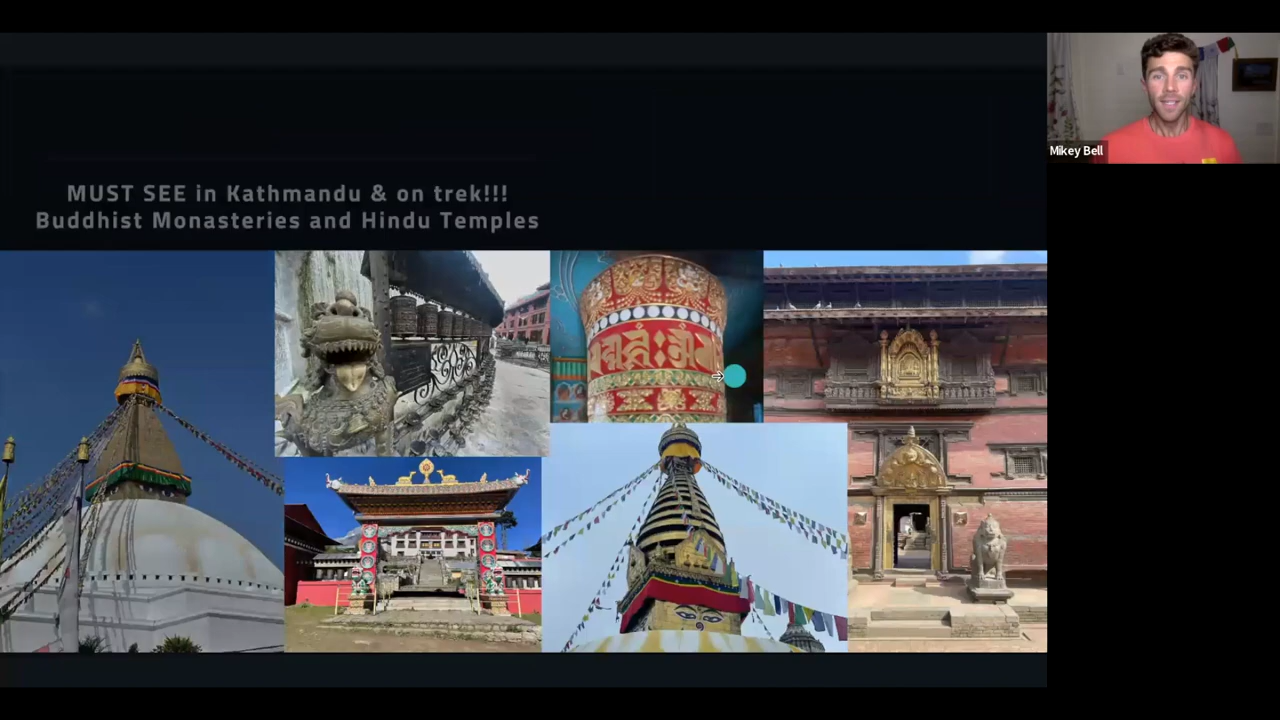 MUST SEE in Kathmandu & on trek!!!
Buddhist Monasteries and Hindu Temples
Mikey Bell